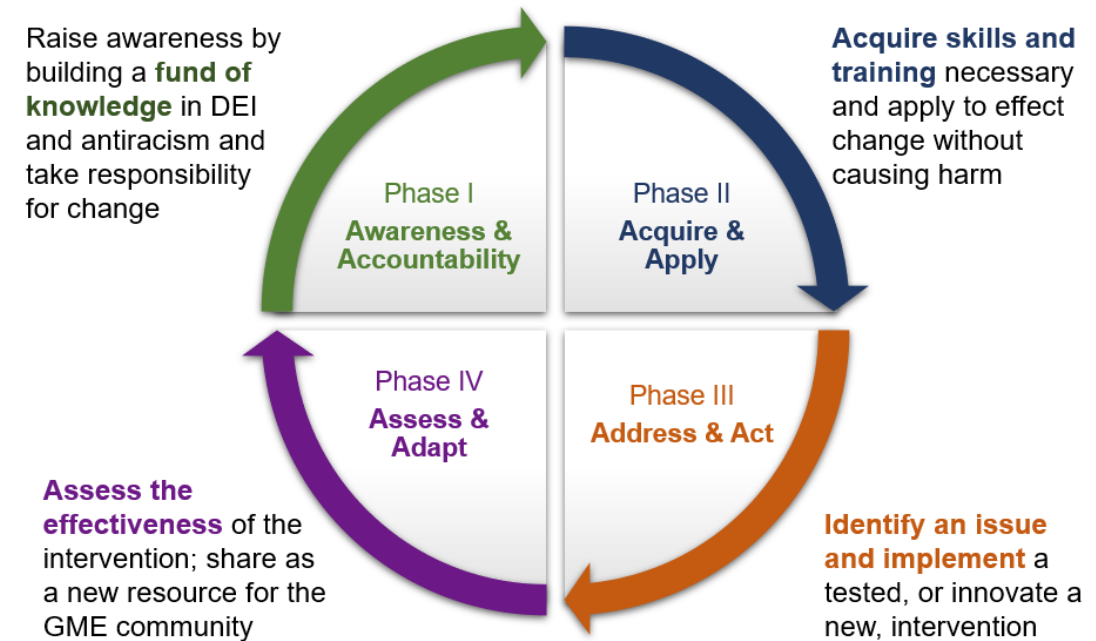 Raise awareness by
building a fund of
knowledge in DEI
and antiracism and
take responsibility
for change
Phase I
Awareness &
Accountability
Phase II
Acquire &
Apply
Acquire skills and
training necessary
and apply to effect
change without
causing harm
Phase IV
Assess &
Adapt
Phase III
Address & Act
Assess the
effectiveness of the
intervention; share as
a new resource for the
GME community
Identify an issue
and implement a
tested, or innovate a
new, intervention